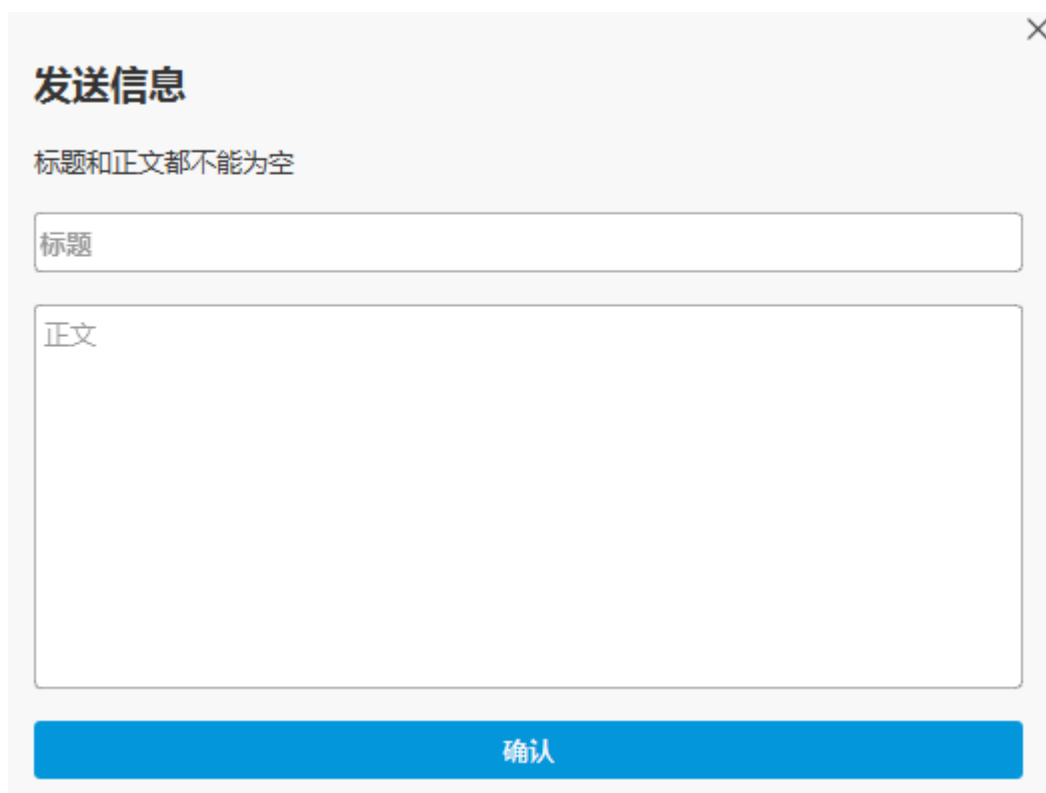 发送信息
标题和正文都不能为空
标题
正文
确认